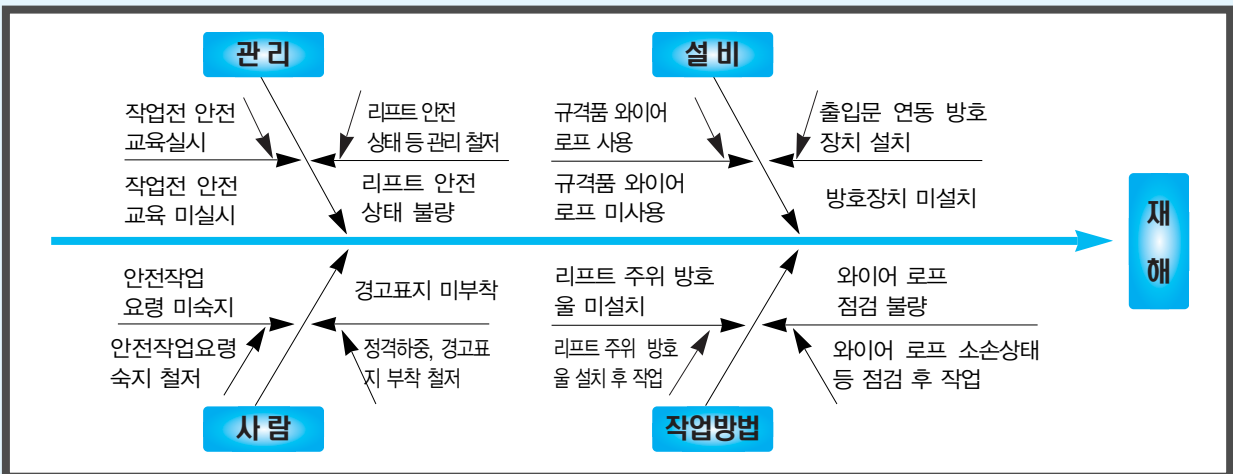 관 리
작업전 안전
교육실시
리프트 안전
상태 등 관리 철저
작업전 안전
교육 미실시
리프트 안전
상태 불량
설 비
규격품 와이어
로프 사용
출입문 연동 방호
장치 설치
규격품 와이어
로프 미사용
방호장치 미설치
재
해
안전작업
요령 미숙지
경고표지 미부착
안전작업요령
숙지 철저
정격하중, 경고표
지 부착 철저
사 람
리프트 주위 방호
울 미설치
와이어 로프
점검 불량
리프트 주위 방호
울 설치 후 작업
와이어 로프 소손상태
등 점검 후 작업
작업방법